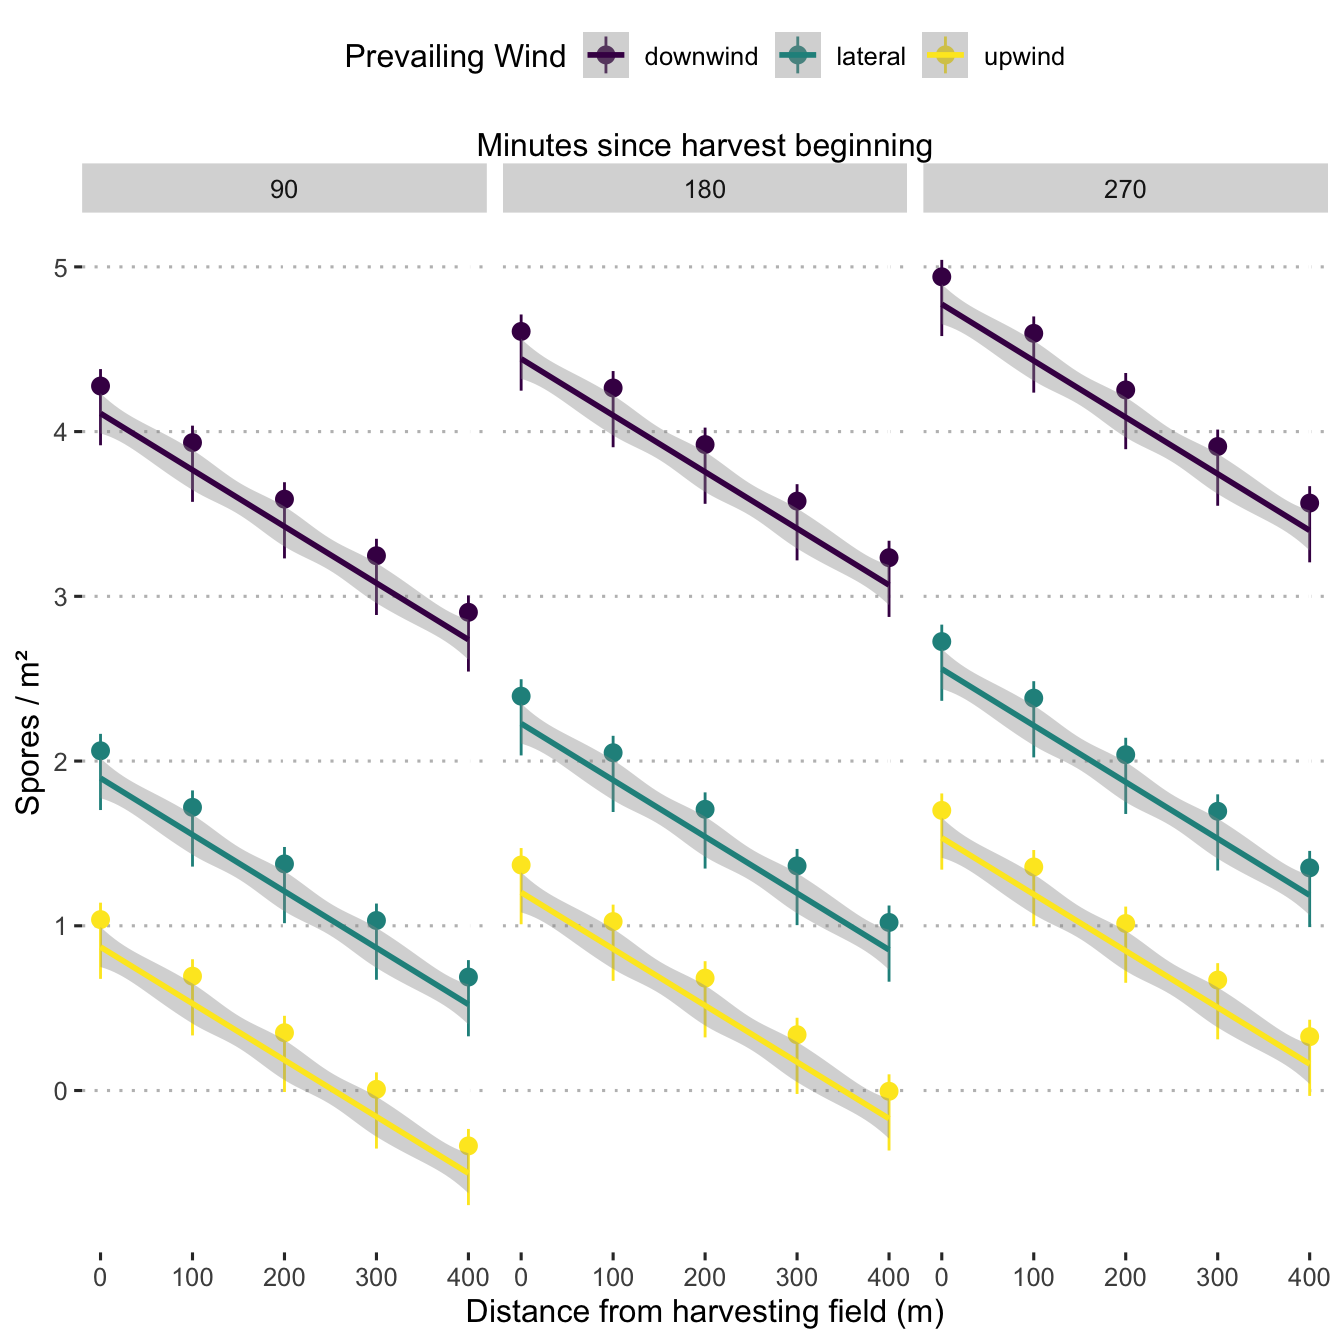 Prevailing Wind downwind lateral upwind
Minutes since harvest beginning
90 180 270
Spores / m²
5
4
3
2
1
0
0 100 200 300 400 0 100 200 300 400 0 100 200 300 400
Distance from harvesting field (m)